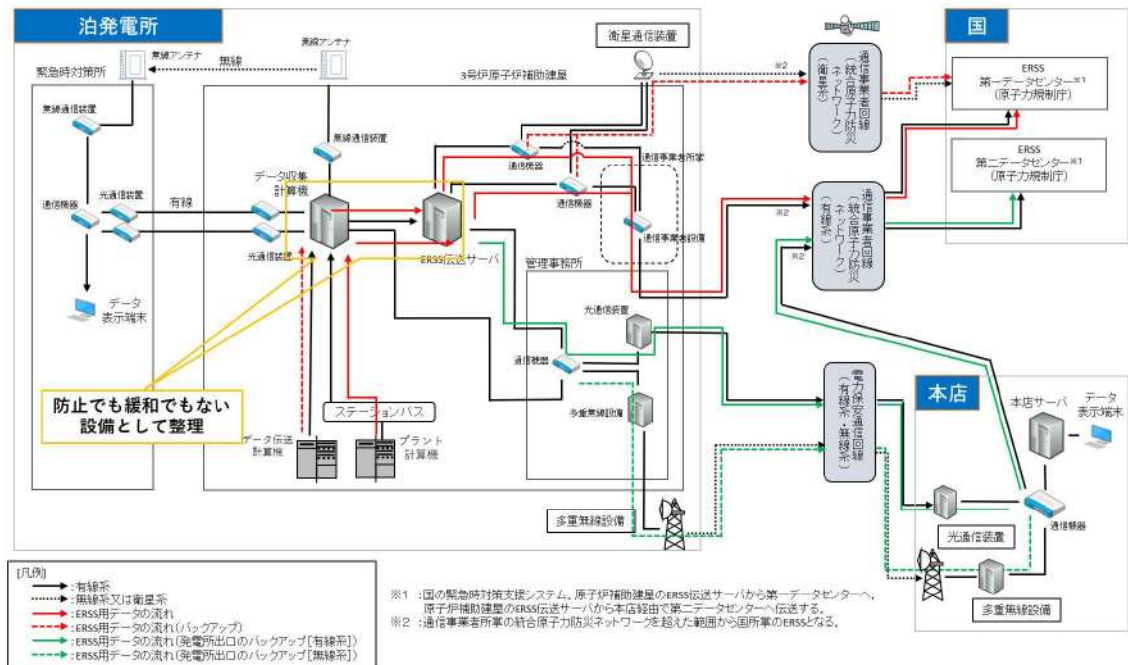 泊発電所
無線アンテナ
無線
無線アンテナ
緊急時対策所
3号炉原子炉補助建屋
衛星通信装置
※2
通信事業者回線
(統合原子力防災
ネットワーク)
(衛星系)
国
ERSS
第一データセンター※1
(原子力規制庁)
ERSS
第二データセンター※1
(原子力規制庁)
無線通信装置
無線通信装置
通信機器
通信事業者所掌
データ収集
計算機
光通信装置
有線
通信機器
通信機器
通信事業者設備
※2
通信事業者回線
(統合原子力防災
ネットワーク)
(有線系)
※2
光通信装置
ERSS伝送サーバ
管理事務所
データ
表示端末
光通信装置
通信機器
防止でも緩和でもない
設備として整理
ステーションバス
多重無線設備
電力保安通信回線
(有線系・無線系)
本店
本店サーバ
データ
表示端末
データ伝送
計算機
プラント
計算機
多重無線設備
光通信装置
通信機器
多重無線設備
[凡例]
:有線系
:無線系又は衛星系
:ERSS用データの流れ
:ERSS用データの流れ(バックアップ)
:ERSS用データの流れ(発電所出口のバックアップ[有線系])
:ERSS用データの流れ(発電所出口のバックアップ[無線系])
※1 :国の緊急時対策支援システム。原子炉補助建屋のERSS伝送サーバから第一データセンターへ、
原子炉補助建屋のERSS伝送サーバから本店経由で第二データセンターへ伝送する。
※2 :通信事業者所掌の統合原子力防災ネットワークを超えた範囲から国所掌のERSSとなる。